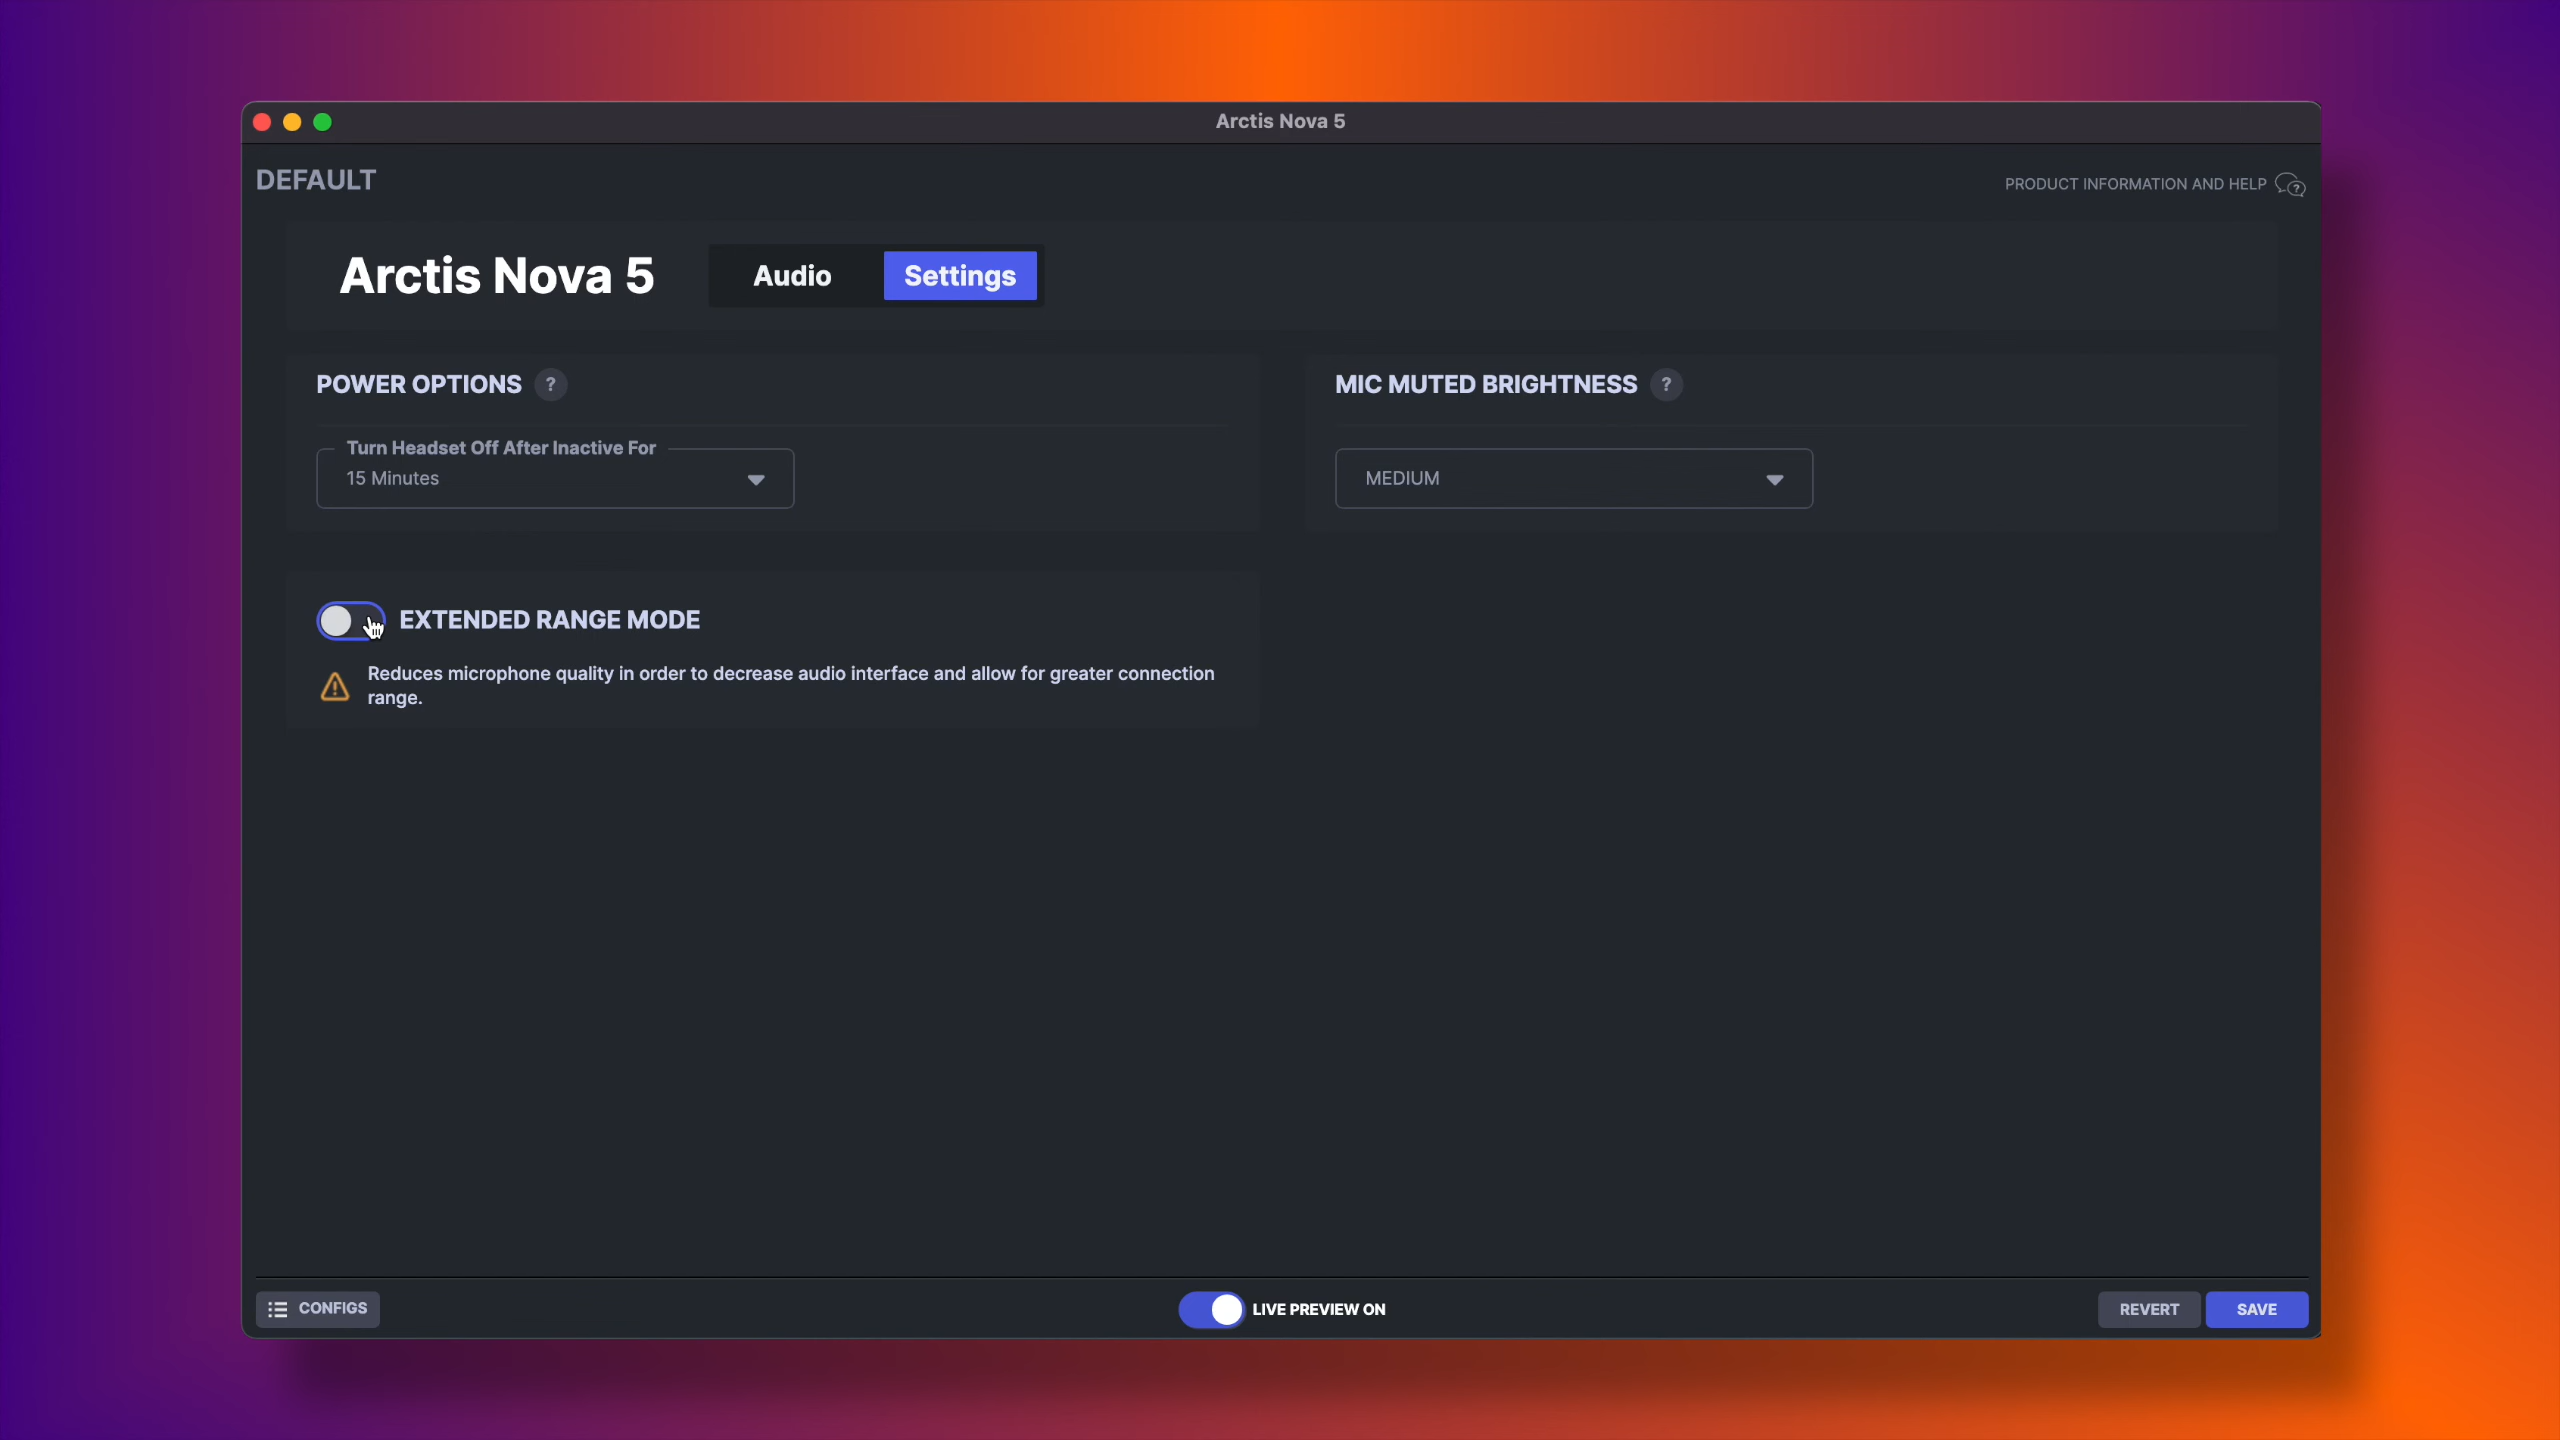 Arctis Nova 5
DEFAULT
PRODUCT INFORMATION AND HELP ?
Arctis Nova 5
Audio
Settings
POWER OPTIONS ?
Turn Headset Off After Inactive For
15 Minutes
MIC MUTED BRIGHTNESS ?
MEDIUM
EXTENDED RANGE MODE
Reduces microphone quality in order to decrease audio interface and allow for greater connection
range.
CONFIGS
LIVE PREVIEW ON
REVERT
SAVE